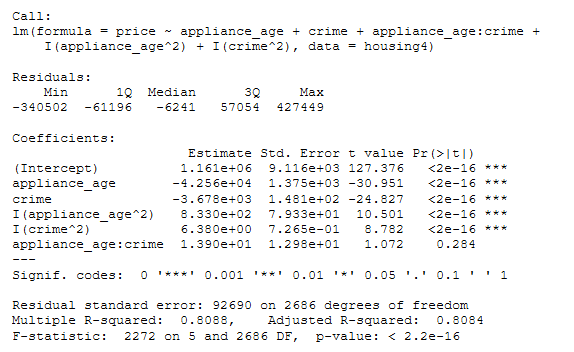 Call:
lm(formula = price ~ appliance_age + crime + appliance_age:crime +
    I(appliance_age^2) + I(crime^2), data = housing4)
Residuals:
    Min      1Q  Median      3Q     Max
-340502  -61196   -6241   57054  427449
Coefficients:
                      Estimate Std. Error t value Pr(>|t|)
(Intercept)          1.161e+06  9.116e+03 127.376   <2e-16 ***
appliance_age       -4.256e+04  1.375e+03 -30.951   <2e-16 ***
crime               -3.678e+03  1.481e+02 -24.827   <2e-16 ***
I(appliance_age^2)   8.330e+02  7.933e+01  10.501   <2e-16 ***
I(crime^2)           6.380e+00  7.265e-01   8.782   <2e-16 ***
appliance_age:crime  1.390e+01  1.298e+01   1.072    0.284
---
Signif. codes:  0 '***' 0.001 '**' 0.01 '*' 0.05 '.' 0.1 ' ' 1
Residual standard error: 92690 on 2686 degrees of freedom
Multiple R-squared:  0.8088,	Adjusted R-squared:  0.8084
F-statistic:  2272 on 5 and 2686 DF,  p-value: < 2.2e-16